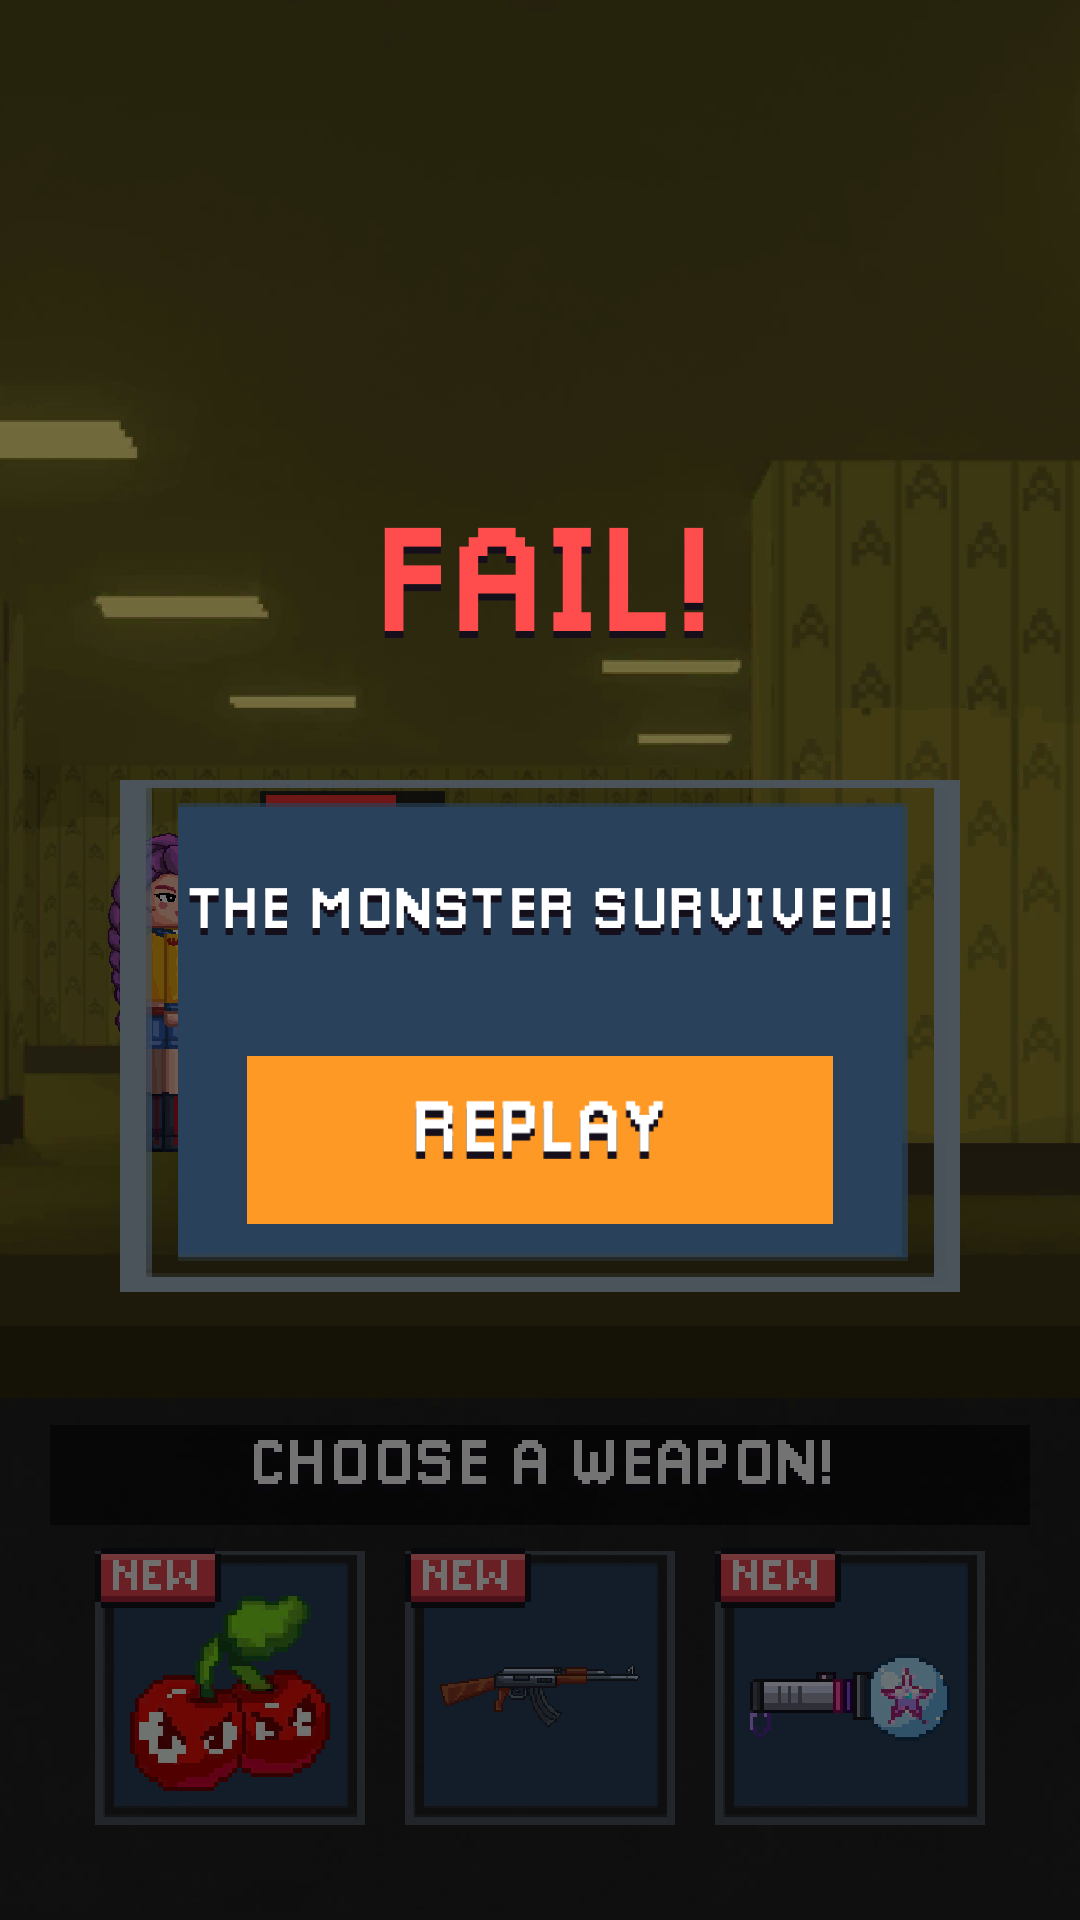 FAIL!
THE MONSTER SURVIVED!
REPLAY
CHOOSE A WEAPON!
NEW NEW NEW